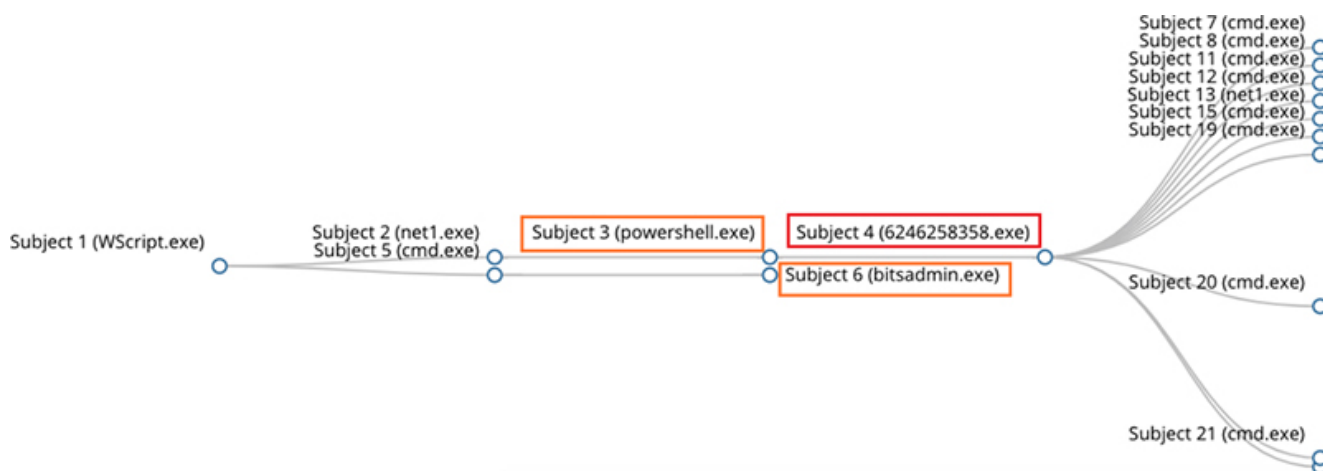 Subject 7 (cmd.exe)
Subject 8 (cmd.exe)
Subject 11 (cmd.exe)
Subject 12 (cmd.exe)
Subject 13 (net1.exe)
Subject 15 (cmd.exe)
Subject 19 (cmd.exe)
Subject 1 (WScript.exe)
Subject 2 (net1.exe)
Subject 5 (cmd.exe)
Subject 3 (powershell.exe)
Subject 4 (6246258358.exe)
Subject 6 (bitsadmin.exe)
Subject 20 (cmd.exe)
Subject 21 (cmd.exe)